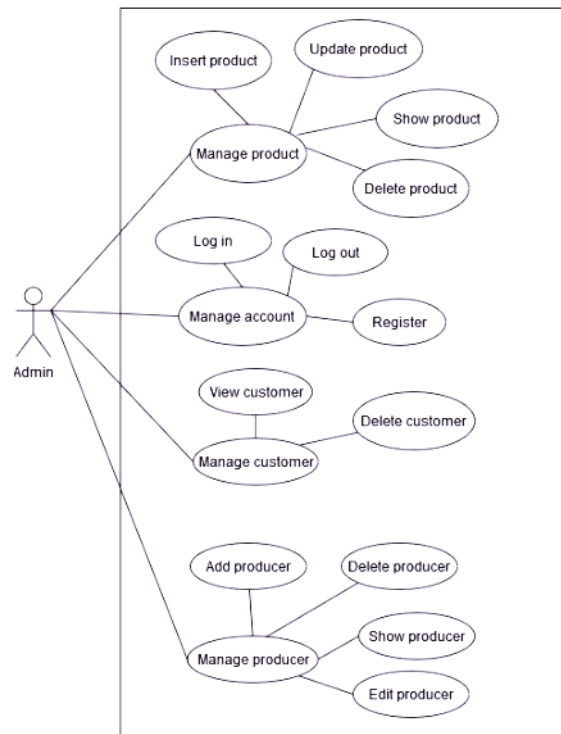 Update product
Insert product
Show product
Manage product
Delete product
Log in
Log out
Manage account
Register
Admin
View customer
Delete customer
Manage customer
Add producer
Delete producer
Show producer
Manage producer
Edit producer